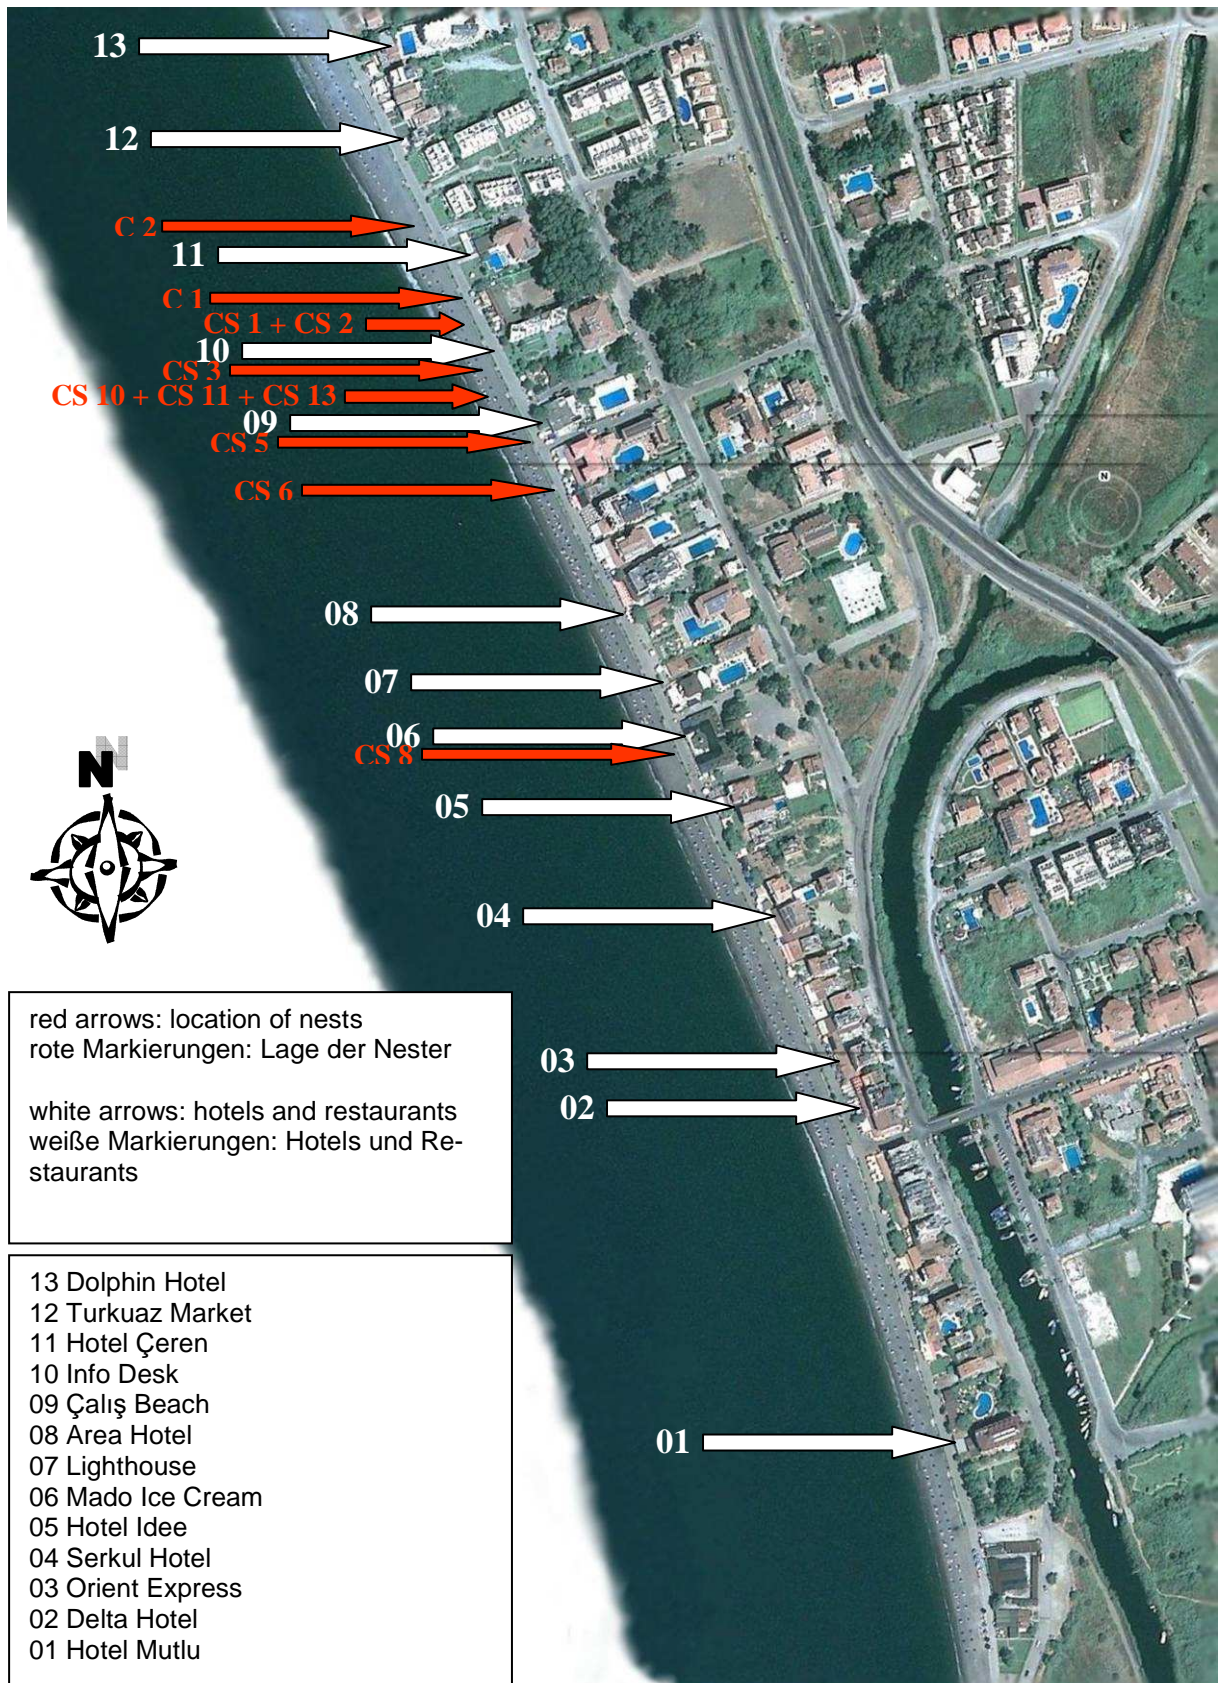 13
12
C 2
11
C 1
CS 1 + CS 2
10
CS 3
CS 10 + CS 11 + CS 13
09
CS 5
CS 6
08
07
06
CS 8
N
05
04
03
02
01
N
red arrows: location of nests
rote Markierungen: Lage der Nester
white arrows: hotels and restaurants
weiße Markierungen: Hotels und Re-
staurants
13 Dolphin Hotel
12 Turkuaz Market
11 Hotel Çeren
10 Info Desk
09 Çalış Beach
08 Area Hotel
07 Lighthouse
06 Mado Ice Cream
05 Hotel Idee
04 Serkul Hotel
03 Orient Express
02 Delta Hotel
01 Hotel Mutlu